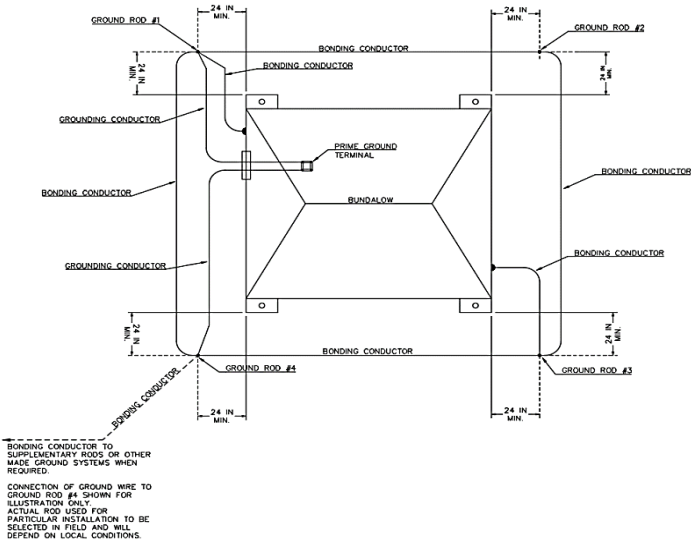 24 IN
MIN.
24 IN
MIN.
GROUND ROD #1
GROUND ROD #2
BONDING CONDUCTOR
BONDING CONDUCTOR
24 IN
MIN.
24 IN
MIN.
GROUNDING CONDUCTOR
PRIME GROUND
TERMINAL
BONDING CONDUCTOR
BONDING CONDUCTOR
BUNDALOW
BONDING CONDUCTOR
GROUNDING CONDUCTOR
24 IN
MIN.
24 IN
MIN.
BONDING CONDUCTOR
GROUND ROD #4
GROUND ROD #3
BONDING CONDUCTOR
24 IN
MIN.
24 IN
MIN.
BONDING CONDUCTOR TO
SUPPLEMENTARY RODS OR OTHER
MADE GROUND SYSTEMS WHEN
REQUIRED.
CONNECTION OF GROUND WIRE TO
GROUND ROD #4 SHOWN FOR
ILLUSTRATION ONLY.
ACTUAL ROD USED FOR
PARTICULAR INSTALLATION TO BE
SELECTED IN FIELD AND WILL
DEPEND ON LOCAL CONDITIONS.